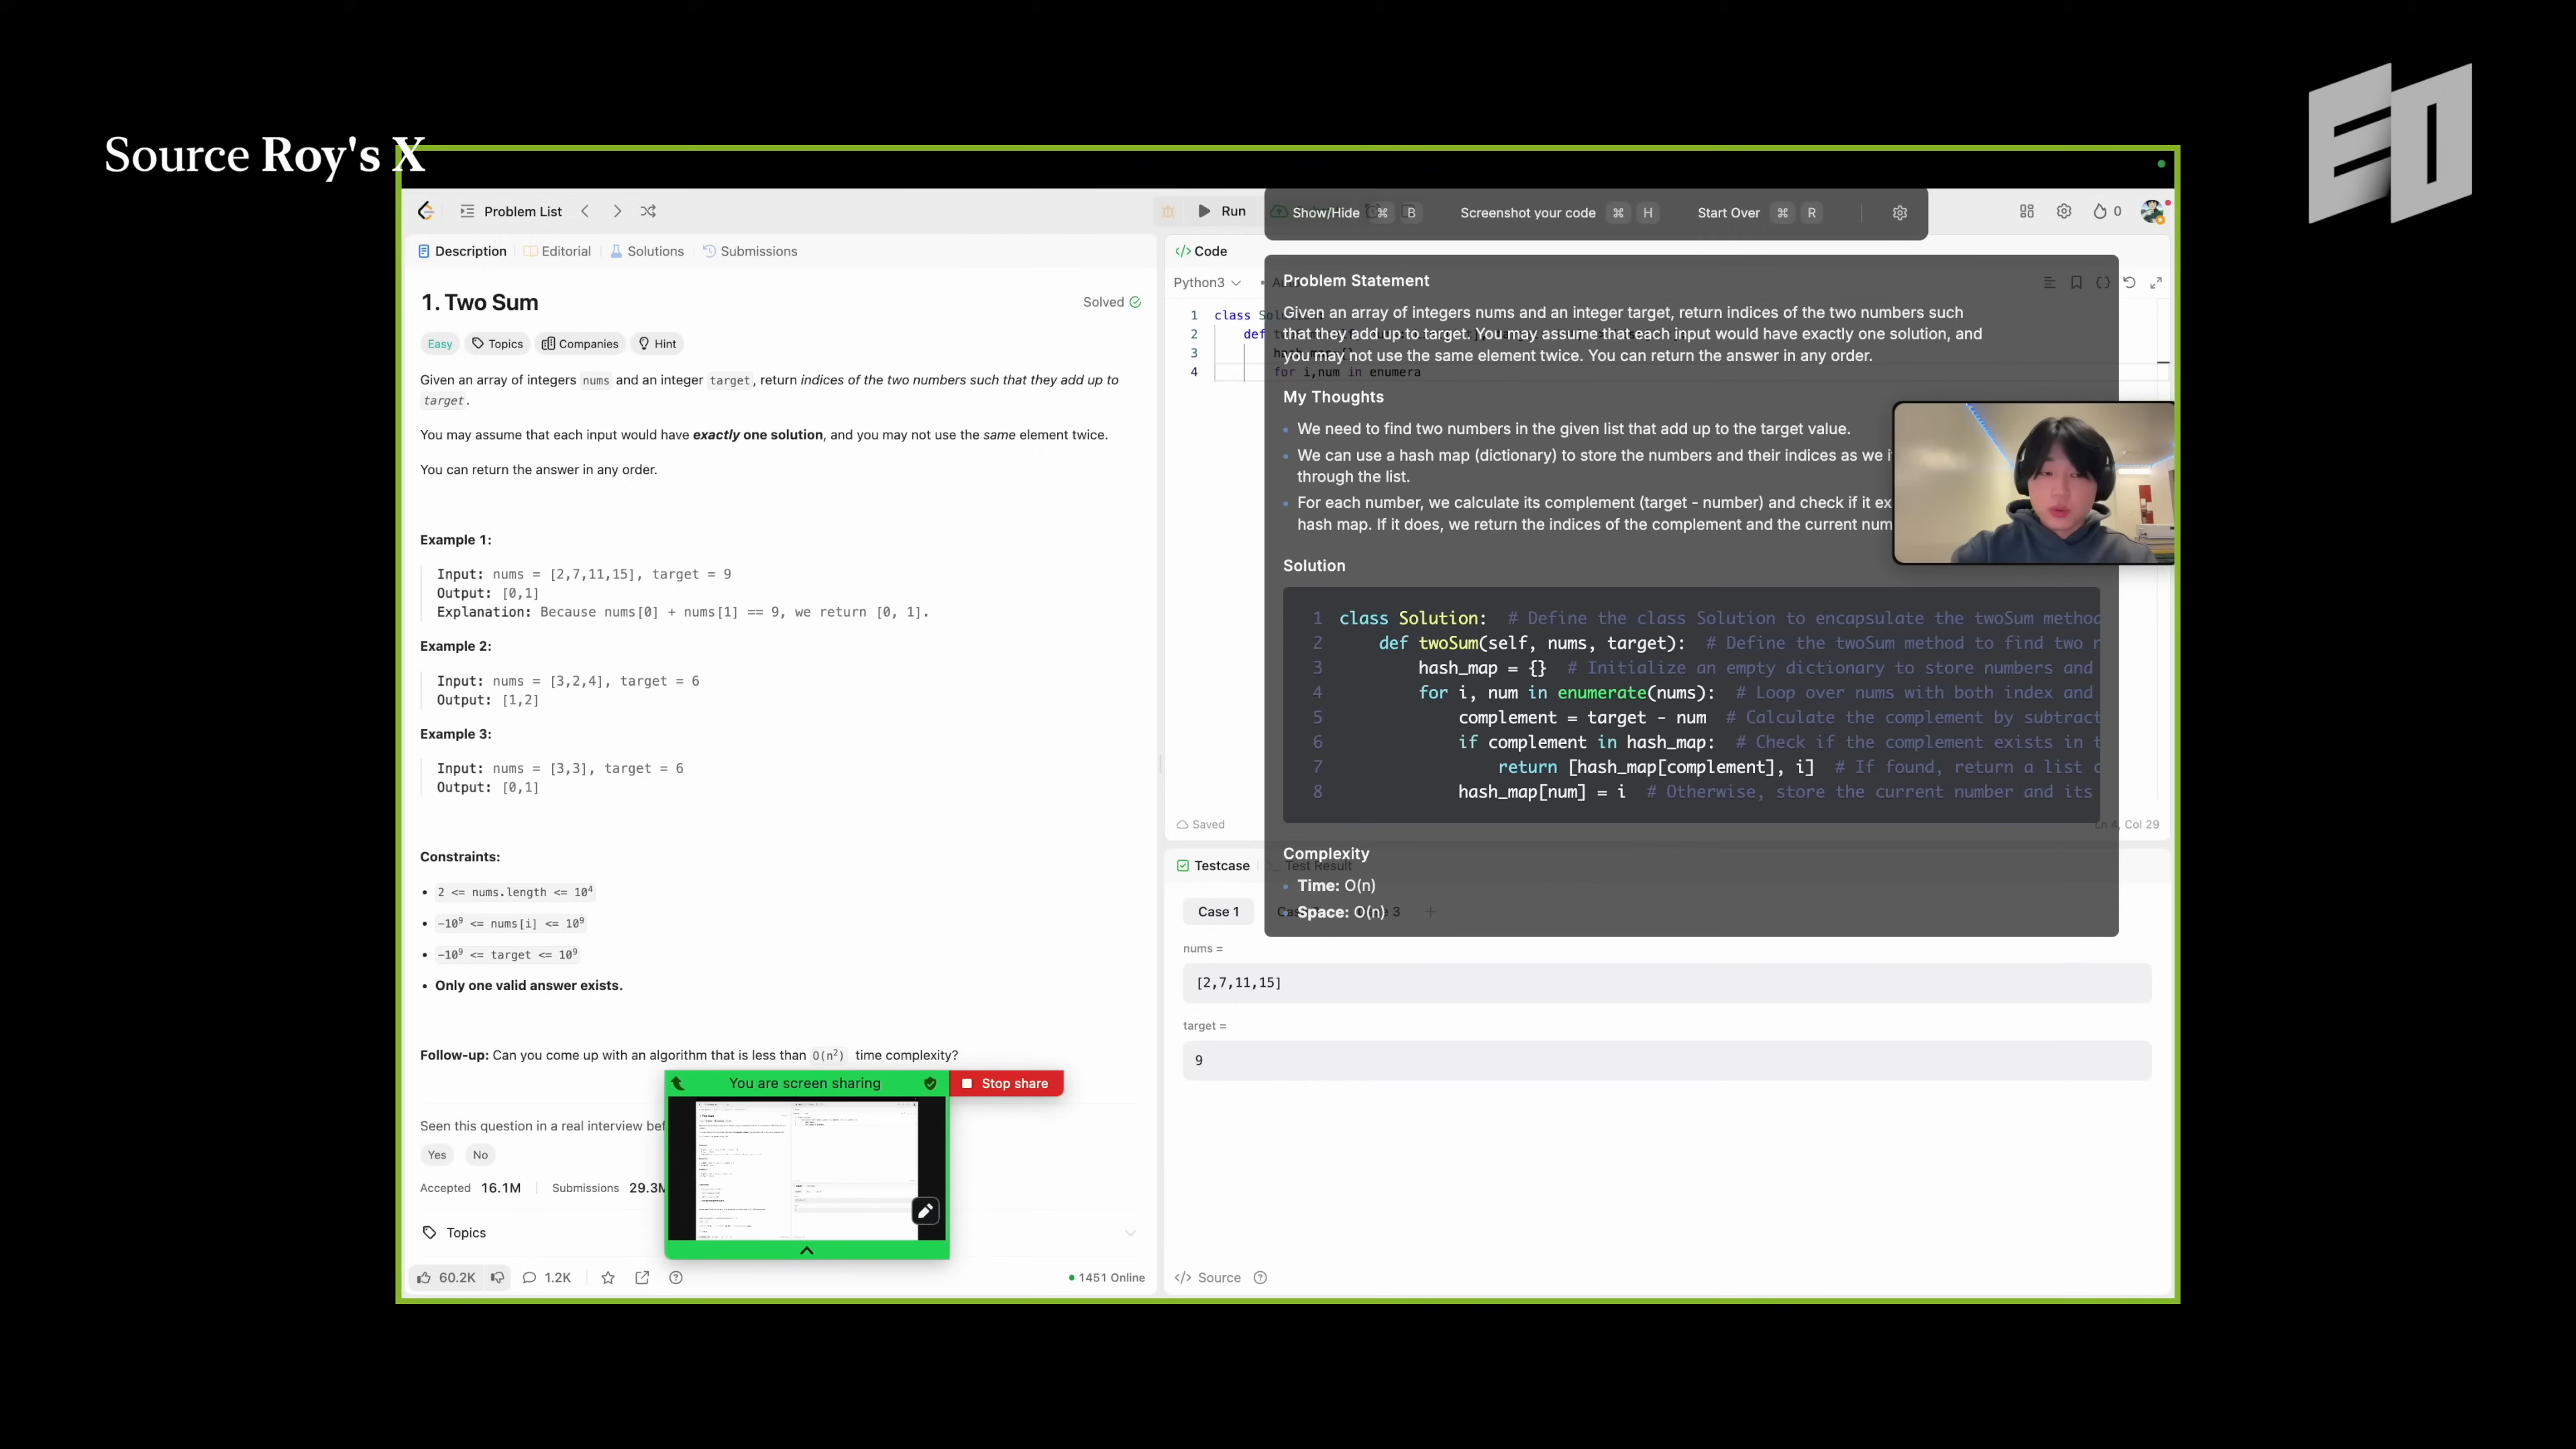 Source Roy's X
EO
Problem List
Run
Show/Hide ⌘ B
Screenshot your code ⌘ H
Start Over ⌘ R
0
Description
Editorial
Solutions
Submissions
1. Two Sum
Solved
Easy
Topics
Companies
Hint
Given an array of integers nums and an integer target, return indices of the two numbers such that they add up to
target.
You may assume that each input would have exactly one solution, and you may not use the same element twice.
You can return the answer in any order.
Example 1:
Input: nums = [2,7,11,15], target = 9
Output: [0,1]
Explanation: Because nums[0] + nums[1] == 9, we return [0, 1].
Example 2:
Input: nums = [3,2,4], target = 6
Output: [1,2]
Example 3:
Input: nums = [3,3], target = 6
Output: [0,1]
Constraints:
• 2 <= nums.length <= 10⁴
• -10⁹ <= nums[i] <= 10⁹
• -10⁹ <= target <= 10⁹
• Only one valid answer exists.
Follow-up: Can you come up with an algorithm that is less than O(n²) time complexity?
You are screen sharing
Stop share
Seen this question in a real interview bef
Yes
No
Accepted 16.1M
Submissions 29.3M
Topics
60.2K
1.2K
1451 Online
</> Code
Python3
1 class
2 def
3
4 for i,num in enumera
Problem Statement
Given an array of integers nums and an integer target, return indices of the two numbers such
that they add up to target. You may assume that each input would have exactly one solution, and
you may not use the same element twice. You can return the answer in any order.
My Thoughts
• We need to find two numbers in the given list that add up to the target value.
• We can use a hash map (dictionary) to store the numbers and their indices as we i
through the list.
• For each number, we calculate its complement (target - number) and check if it ex
hash map. If it does, we return the indices of the complement and the current num
Solution
1 class Solution: # Define the class Solution to encapsulate the twoSum method
2 def twoSum(self, nums, target): # Define the twoSum method to find two n
3 hash_map = {} # Initialize an empty dictionary to store numbers and
4 for i, num in enumerate(nums): # Loop over nums with both index and
5 complement = target - num # Calculate the complement by subtract
6 if complement in hash_map: # Check if the complement exists in t
7 return [hash_map[complement], i] # If found, return a list o
8 hash_map[num] = i # Otherwise, store the current number and its
Saved
Ln 4, Col 29
Complexity
• Time: O(n)
• Space: O(n)
Testcase
Test Result
Case 1
3
+
nums =
[2,7,11,15]
target =
9
</> Source